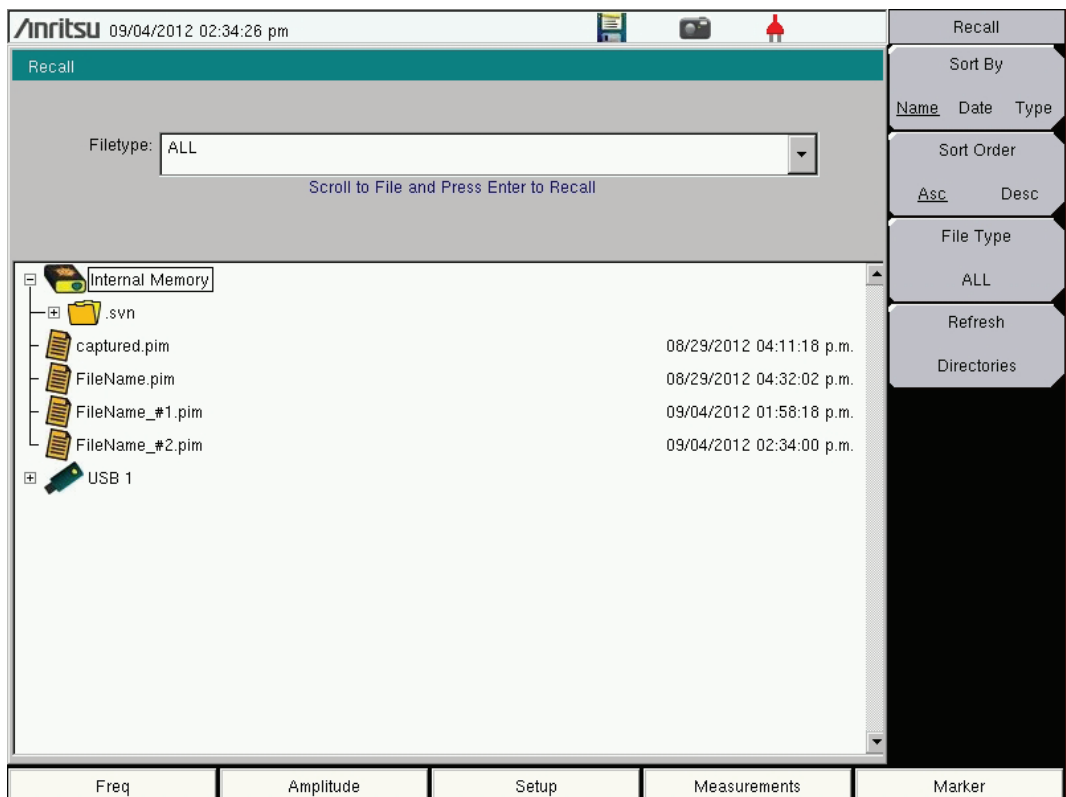 Anritsu 09/04/2012 02:34:26 pm
Recall
Filetype: ALL
Scroll to File and Press Enter to Recall
Internal Memory
.svn
captured.pim 08/29/2012 04:11:18 p.m.
FileName.pim 08/29/2012 04:32:02 p.m.
FileName_#1.pim 09/04/2012 01:58:18 p.m.
FileName_#2.pim 09/04/2012 02:34:00 p.m.
USB 1
Recall
Sort By
Name Date Type
Sort Order
Asc Desc
File Type
ALL
Refresh
Directories
Freq Amplitude Setup Measurements Marker